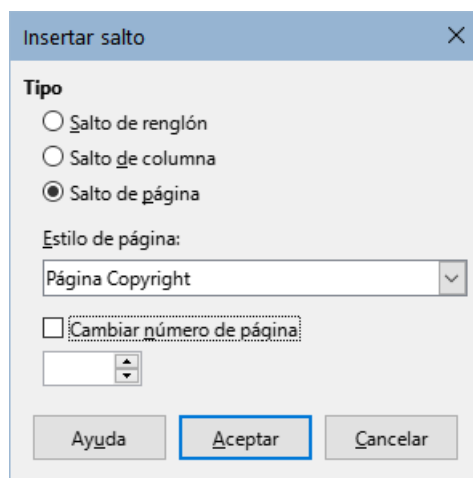 Insertar salto
Tipo
Salto de renglón
Salto de columna
Salto de página
Estilo de página:
Página Copyright
Cambiar número de página
Ayuda Aceptar Cancelar